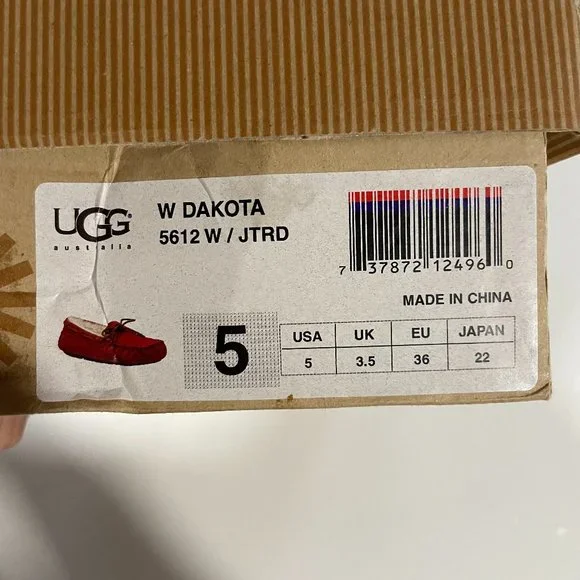 UGG
australia
W DAKOTA
5612 W / JTRD
7 37872 12496 0
MADE IN CHINA
5
USA UK EU JAPAN
5 3.5 36 22